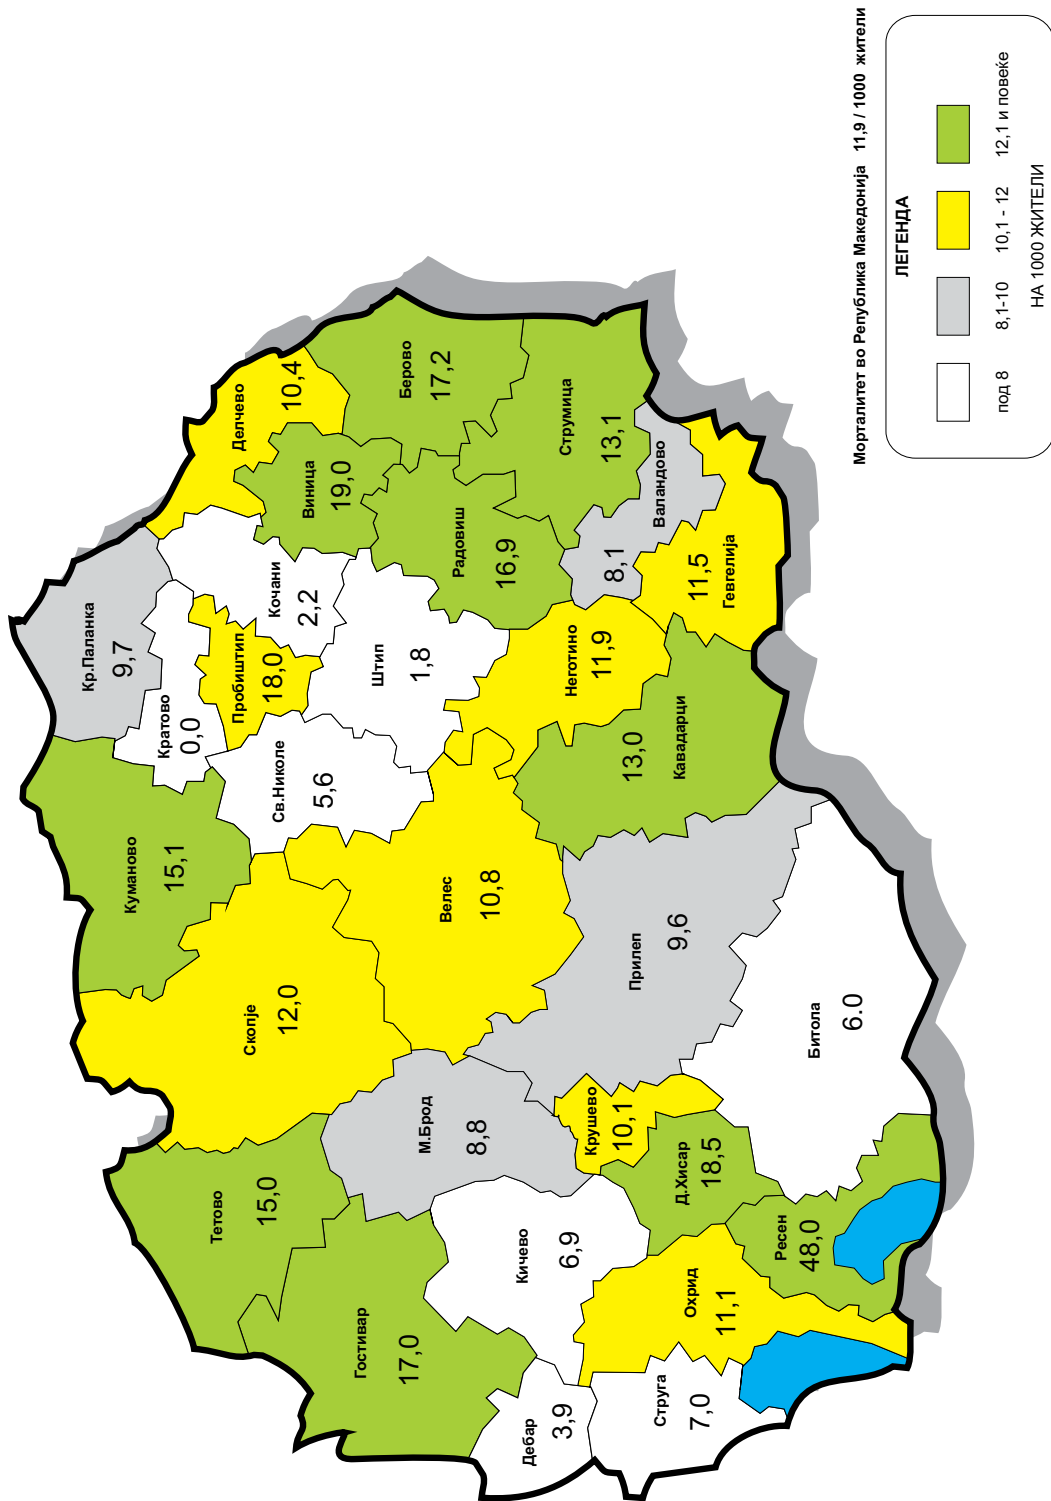 Кр.Паланка
9,7
Куманово
15,1
Кратово
0,0
Делчево
10,4
Скопје
12,0
Пробиштип
18,0
Кочани
2,2
Виница
19,0
Берово
17,2
Тетово
15,0
Св.Николе
5,6
Штип
1,8
Радовиш
16,9
Струмица
13,1
Гостивар
17,0
М.Брод
8,8
Велес
10,8
Неготино
11,9
Валандово
8,1
Гевгелија
11,5
Кавадарци
13,0
Кичево
6,9
Дебар
3,9
Крушево
10,1
Прилеп
9,6
Д.Хисар
18,5
Битола
6.0
Охрид
11,1
Струга
7,0
Ресен
48,0
Морталитет во Република Македонија 11,9 / 1000 жители
ЛЕГЕНДА
под 8
8,1-10
10,1 - 12
12,1 и повеќе
НА 1000 ЖИТЕЛИ